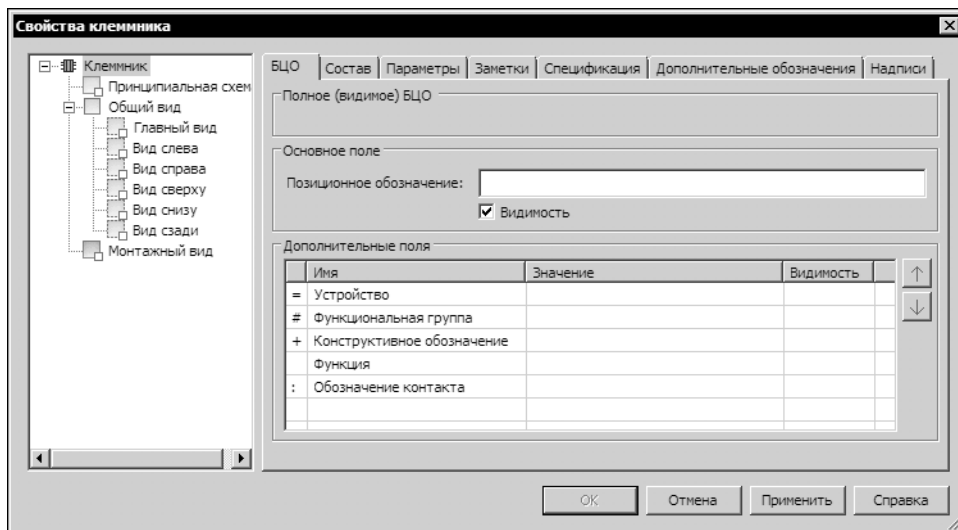 Свойства клеммника
Клеммник
Принципиальная схем
Общий вид
Главный вид
Вид слева
Вид справа
Вид сверху
Вид снизу
Вид сзади
Монтажный вид
БЦО Состав Параметры Заметки Спецификация Дополнительные обозначения Надписи
Полное (видимое) БЦО
Основное поле
Позиционное обозначение:
Видимость
Дополнительные поля
Имя Значение Видимость
= Устройство
# Функциональная группа
+ Конструктивное обозначение
Функция
: Обозначение контакта
OK Отмена Применить Справка